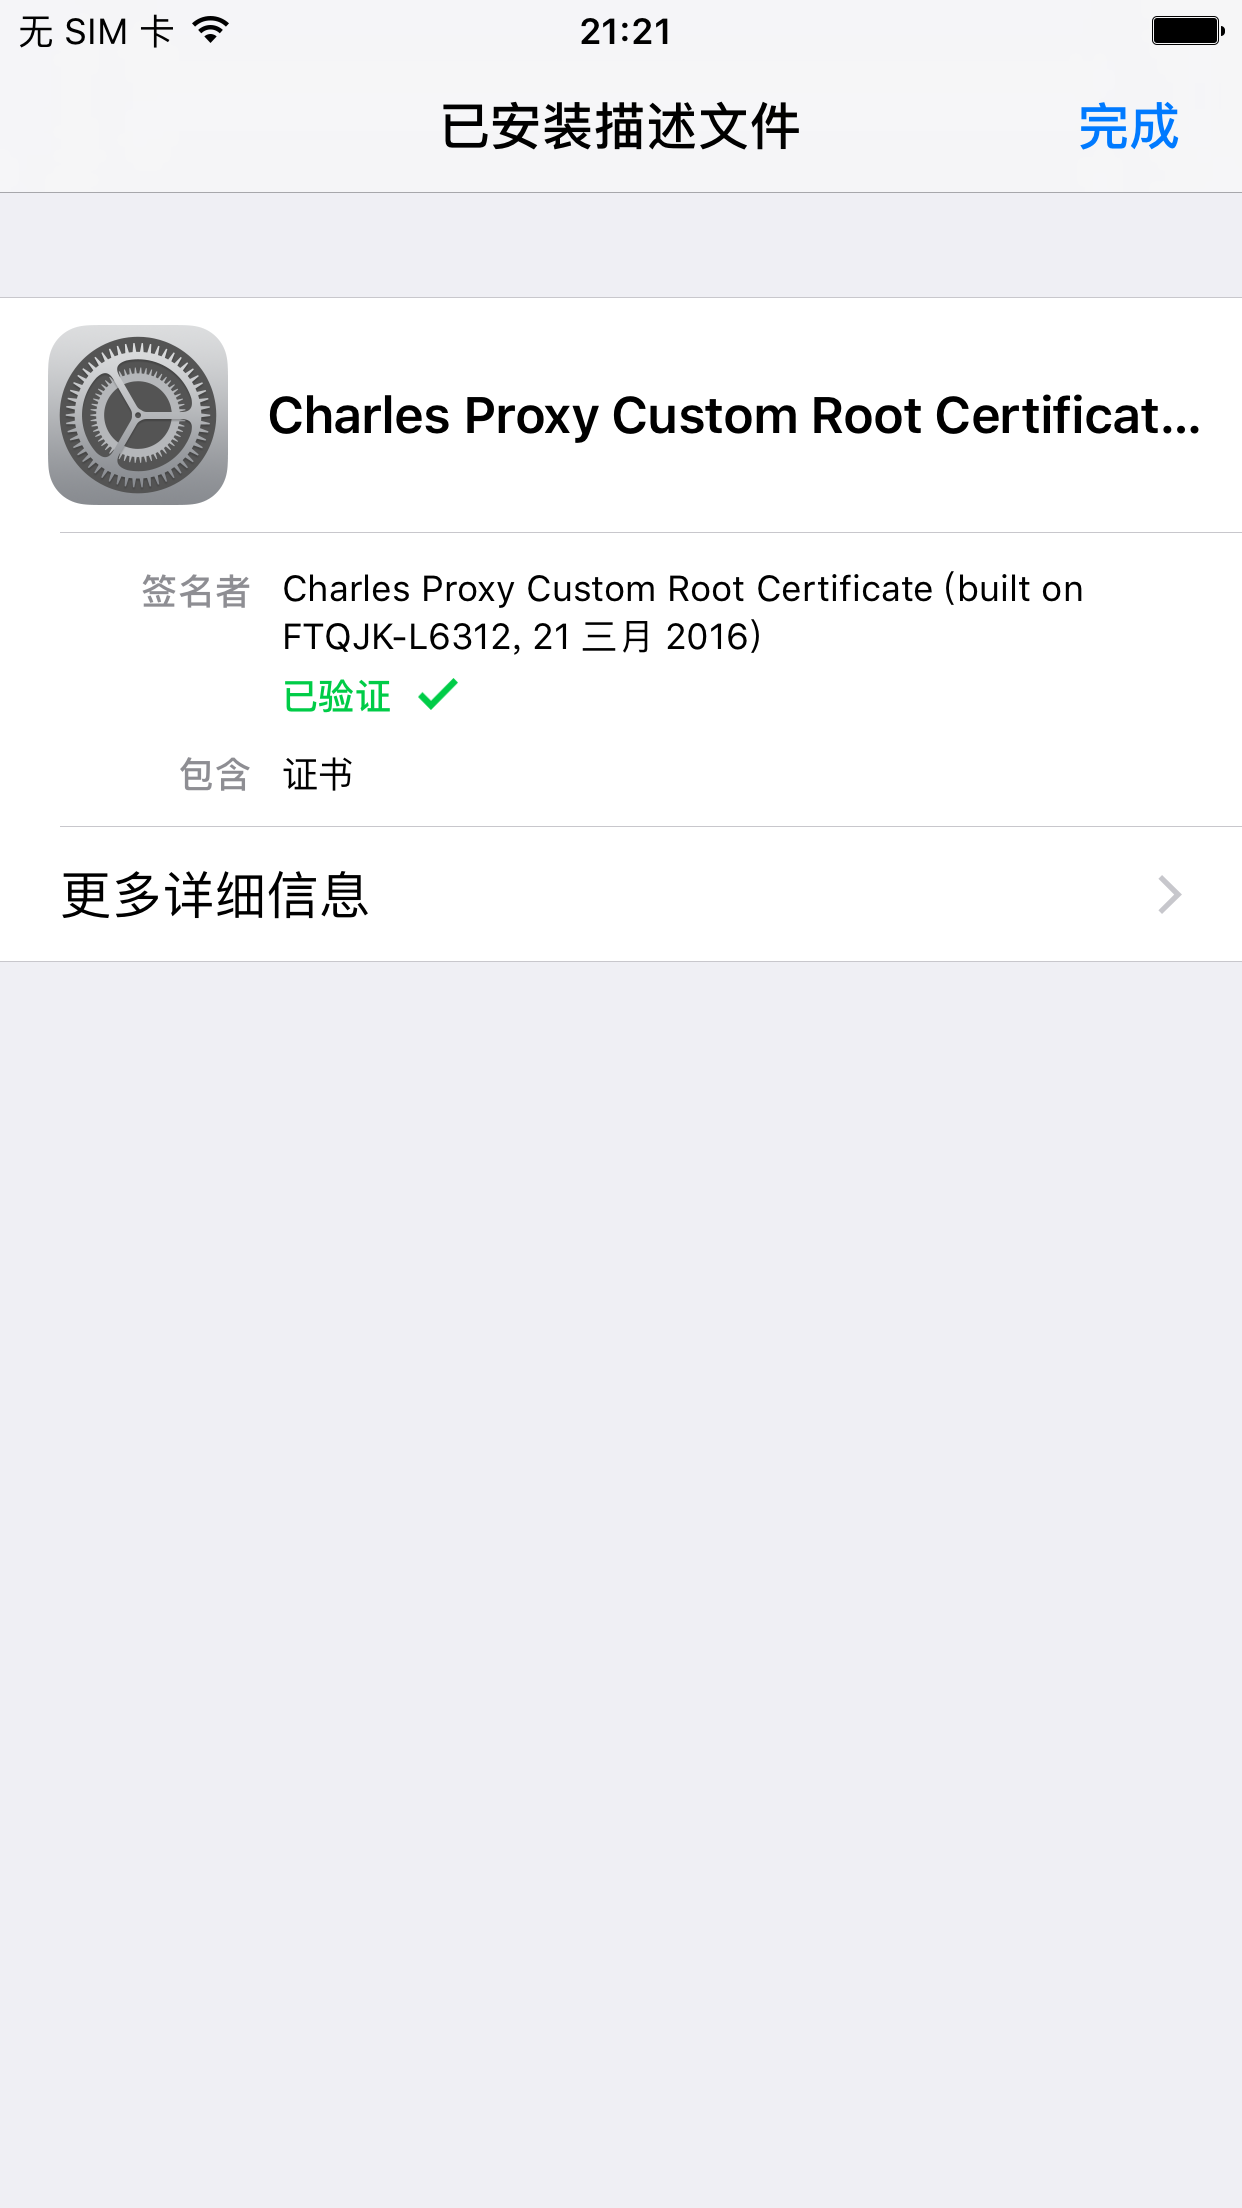 无 SIM 卡
21:21
已安装描述文件
完成
Charles Proxy Custom Root Certificat...
签名者
Charles Proxy Custom Root Certificate (built on
FTQJK-L6312, 21 三月 2016)
已验证
包含
证书
更多详细信息